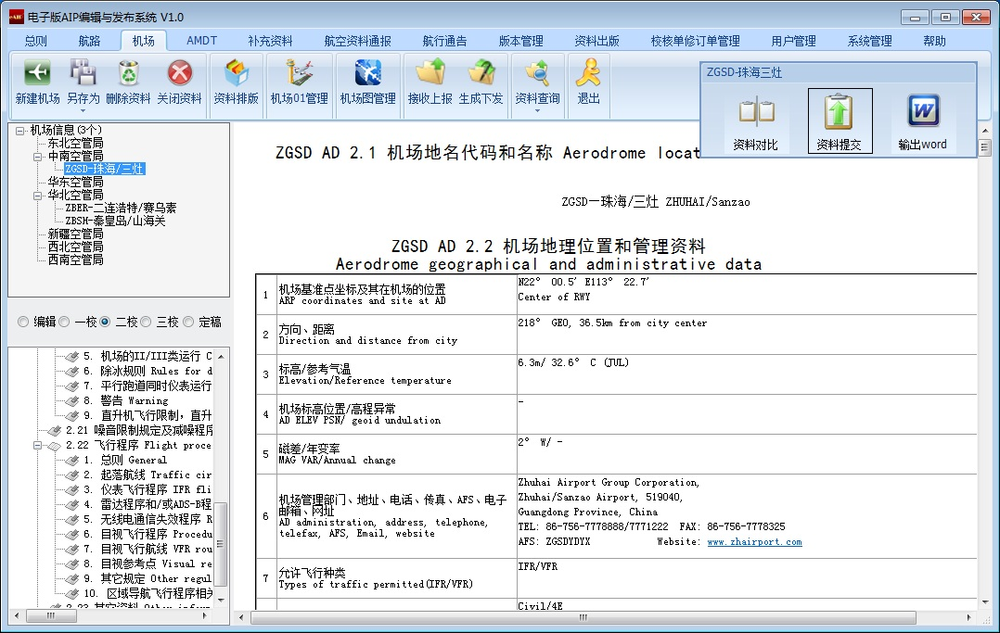 电子版AIP编辑与发布系统 V1.0
总则 航路 机场 AMDT 补充资料 航空资料通报 航行通告 版本管理 资料出版 校核单修订单管理 用户管理 系统管理 帮助
新建机场 另存为 删除资料 关闭资料 资料排版 机场01管理 机场图管理 接收上报 生成下发 资料查询 退出
ZGSD-珠海三灶
资料对比 资料提交 输出word
机场信息(3个)
东北空管局
中南空管局
ZGSD-珠海/三灶
华东空管局
华北空管局
ZBER-二连浩特/赛乌素
ZBSH-秦皇岛/山海关
新疆空管局
西北空管局
西南空管局
编辑 一校 二校 三校 定稿
5. 机场的II/III类运行 C
6. 除冰规则 Rules for d
7. 平行跑道同时仪表运行
8. 警告 Warning
9. 直升机飞行限制，直升
2.21 噪音限制规定及减噪程序
2.22 飞行程序 Flight proce
1. 总则 General
2. 起落航线 Traffic cir
3. 仪表飞行程序 IFR fli
4. 雷达程序和/或ADS-B程
5. 无线电通信失效程序 R
6. 目视飞行程序 Procedu
7. 目视飞行航线 VFR rou
8. 目视参考点 Visual re
9. 其它规定 Other regul
10. 区域导航飞行程序相关
2.23 其它资料 Other inform
ZGSD AD 2.1 机场地名代码和名称 Aerodrome locat
ZGSD—珠海/三灶 ZHUHAI/Sanzao
ZGSD AD 2.2 机场地理位置和管理资料
Aerodrome geographical and administrative data
1 机场基准点坐标及其在机场的位置
ARP coordinates and site at AD
N22° 00.5′ E113° 22.7′
Center of RWY
2 方向、距离
Direction and distance from city
218° GEO, 36.5km from city center
3 标高/参考气温
Elevation/Reference temperature
6.3m/ 32.6° C (JUL)
4 机场标高位置/高程异常
AD ELEV PSN/ geoid undulation
-
5 磁差/年变率
MAG VAR/Annual change
2° W/ -
6 机场管理部门、地址、电话、传真、AFS、电子
邮箱、网址
AD administration, address, telephone,
telefax, AFS, Email, website
Zhuhai Airport Group Corporation,
Zhuhai/Sanzao Airport, 519040,
Guangdong Province, China
TEL: 86-756-7778888/7771222 FAX: 86-756-7778325
AFS: ZGSDYDYX Website: www.zhairport.com
7 允许飞行种类
Types of traffic permitted(IFR/VFR)
IFR/VFR
Civil/4E